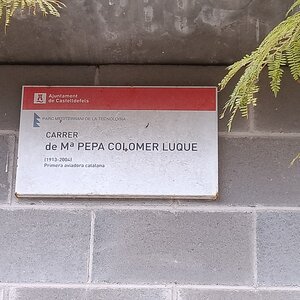 Ajuntament
de Castelldefels
PARC MEDITERRANI DE LA TECNOLOGIA
CARRER
de Mª PEPA COLOMER LUQUE
(1913-2004)
Primera aviadora catalana